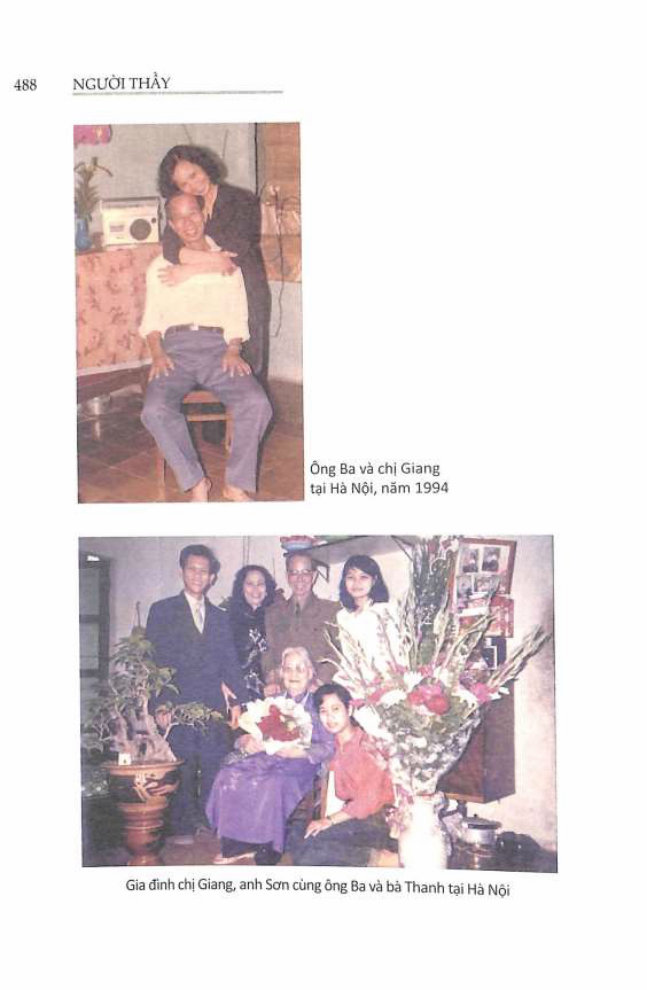 488 NGƯỜI THẦY
Ông Ba và chị Giang
tại Hà Nội, năm 1994
Gia đình chị Giang, anh Sơn cùng ông Ba và bà Thanh tại Hà Nội